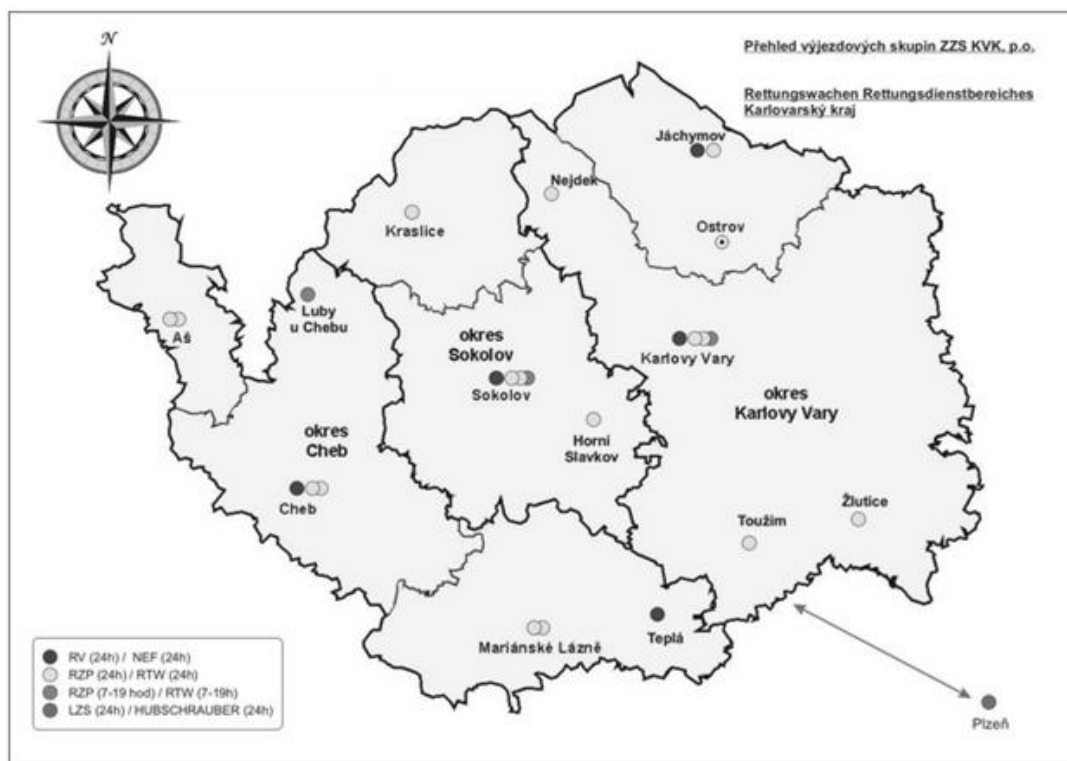 N
Přehled výjezdových skupin ZZS KVK, p.o.
Rettungswachen Rettungsdienstbereiches
Karlovarský kraj
Jáchymov
Nejdek
Kraslice
Ostrov
Luby
u Chebu
Aš
okres
Sokolov
Karlovy Vary
Sokolov
okres
Karlovy Vary
okres
Cheb
Horni
Slavkov
Cheb
Žlutice
Toužim
Mariánské Lázně
Teplá
RV (24h) / NEF (24h)
RZP (24h) / RTW (24h)
RZP (7-19 hod) / RTW (7-19h)
LZS (24h) / HUBSCHRAUBER (24h)
Plzeň